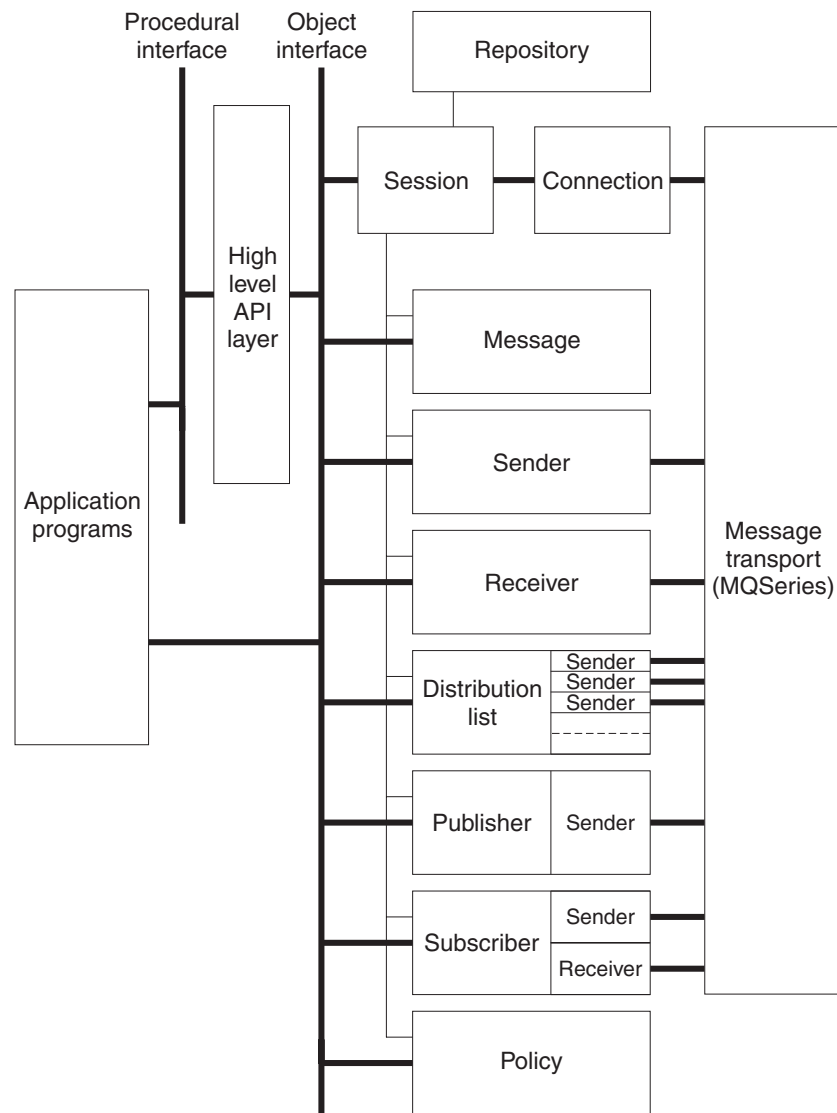 Procedural
interface
Object
interface
Repository
Session
Connection
High
level
API
layer
Message
Sender
Application
programs
Receiver
Message
transport
(MQSeries)
Distribution
list
Sender
Sender
Sender
Publisher
Sender
Subscriber
Sender
Receiver
Policy